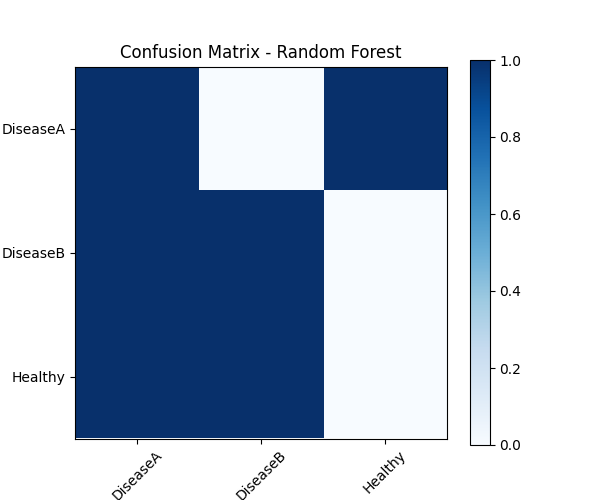 Confusion Matrix - Random Forest
DiseaseA
DiseaseB
Healthy
DiseaseA
DiseaseB
Healthy
1.0
0.8
0.6
0.4
0.2
0.0